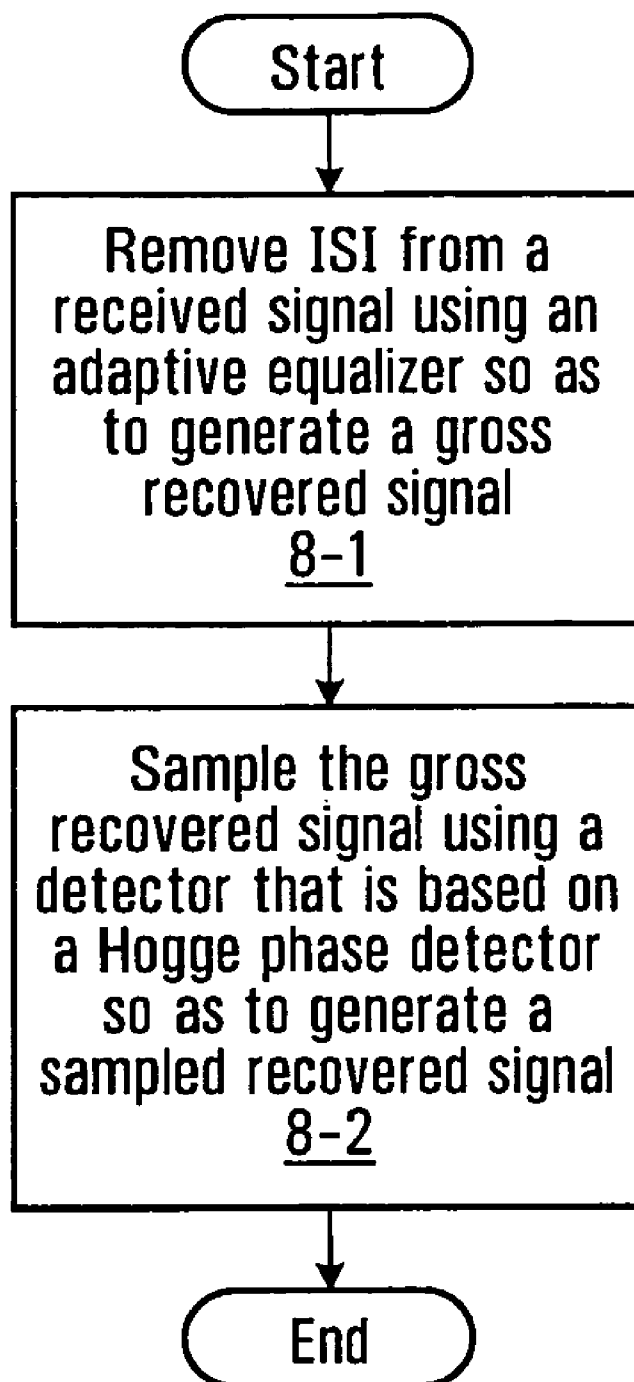 Start
Remove ISI from a
received signal using an
adaptive equalizer so as
to generate a gross
recovered signal
8-1
Sample the gross
recovered signal using a
detector that is based on
a Hogge phase detector
so as to generate a
sampled recovered signal
8-2
End